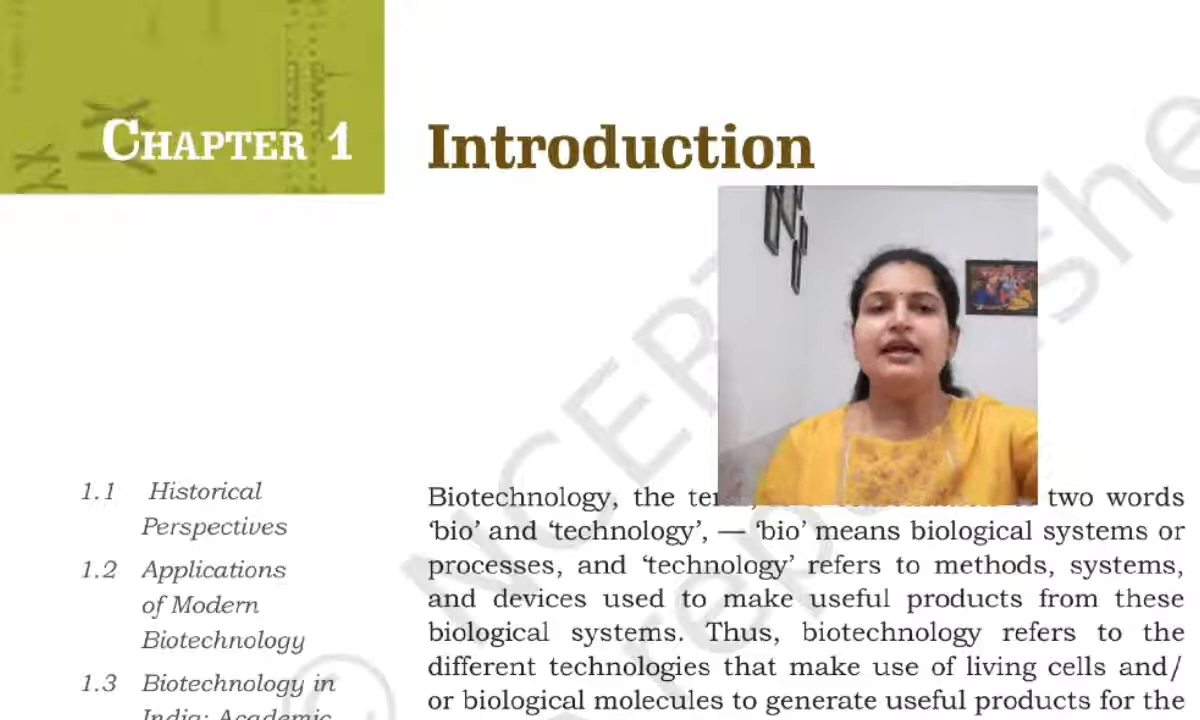 CHAPTER 1
Introduction
1.1 Historical
Perspectives
1.2 Applications
of Modern
Biotechnology
1.3 Biotechnology in
India: Academic
Biotechnology, the two words
‘bio’ and ‘technology’, — ‘bio’ means biological systems or
processes, and ‘technology’ refers to methods, systems,
and devices used to make useful products from these
biological systems. Thus, biotechnology refers to the
different technologies that make use of living cells and/
or biological molecules to generate useful products for the
© NCERT